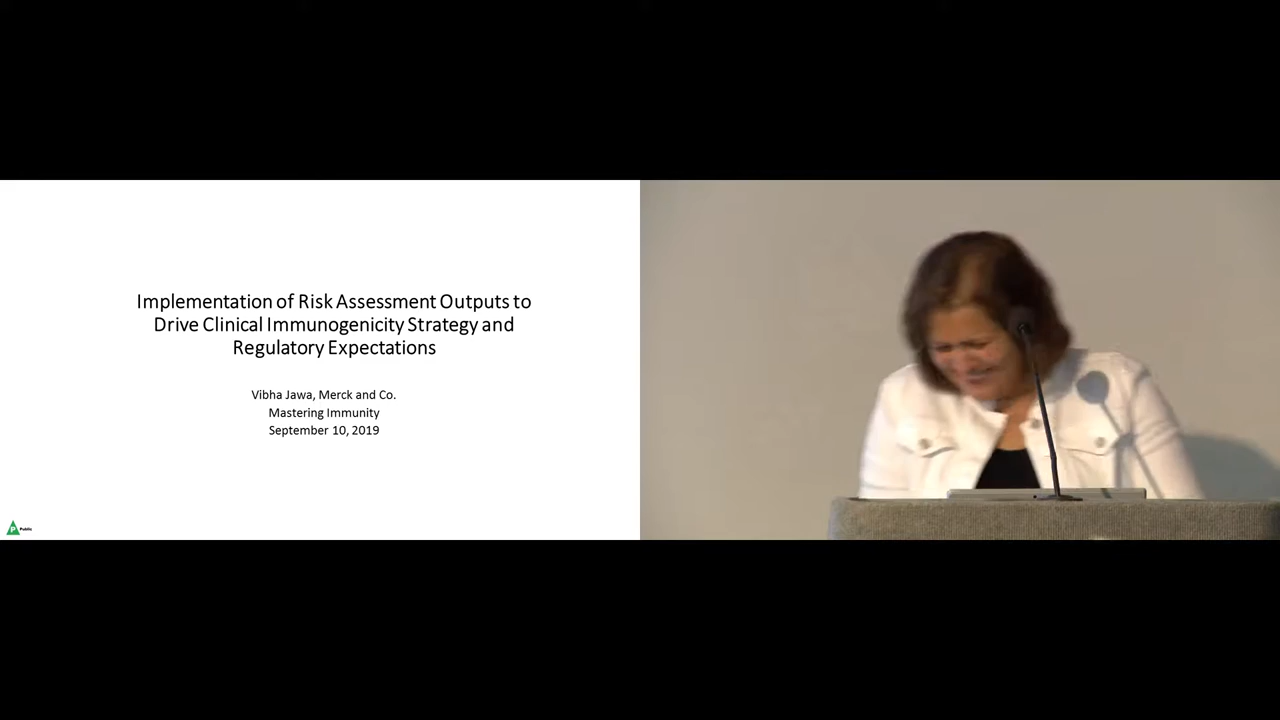 Implementation of Risk Assessment Outputs to
Drive Clinical Immunogenicity Strategy and
Regulatory Expectations
Vibha Jawa, Merck and Co.
Mastering Immunity
September 10, 2019
P Public